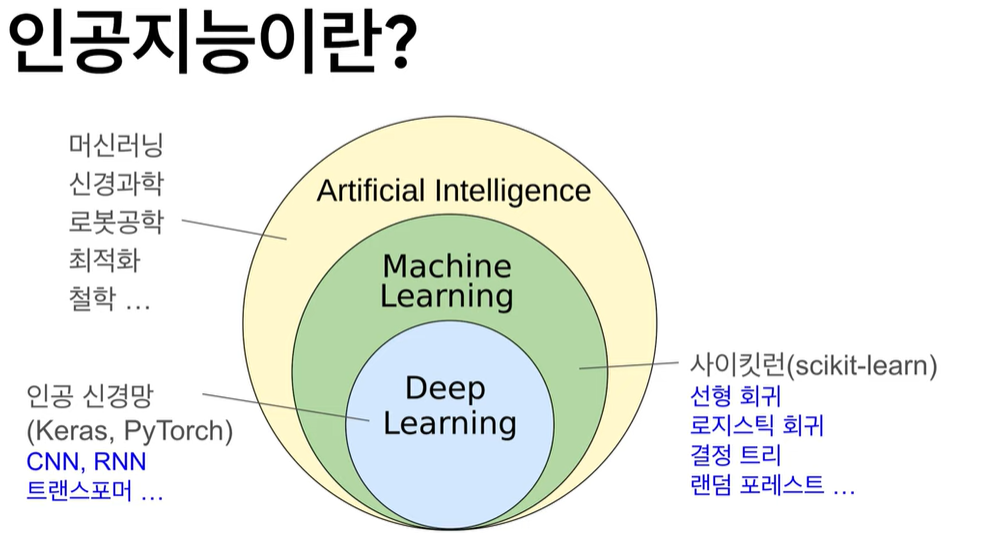 인공지능이란?
머신러닝
신경과학
로봇공학
최적화
철학 …
Artificial Intelligence
Machine
Learning
Deep
Learning
인공 신경망
(Keras, PyTorch)
CNN, RNN
트랜스포머 …
사이킷런(scikit-learn)
선형 회귀
로지스틱 회귀
결정 트리
랜덤 포레스트 …